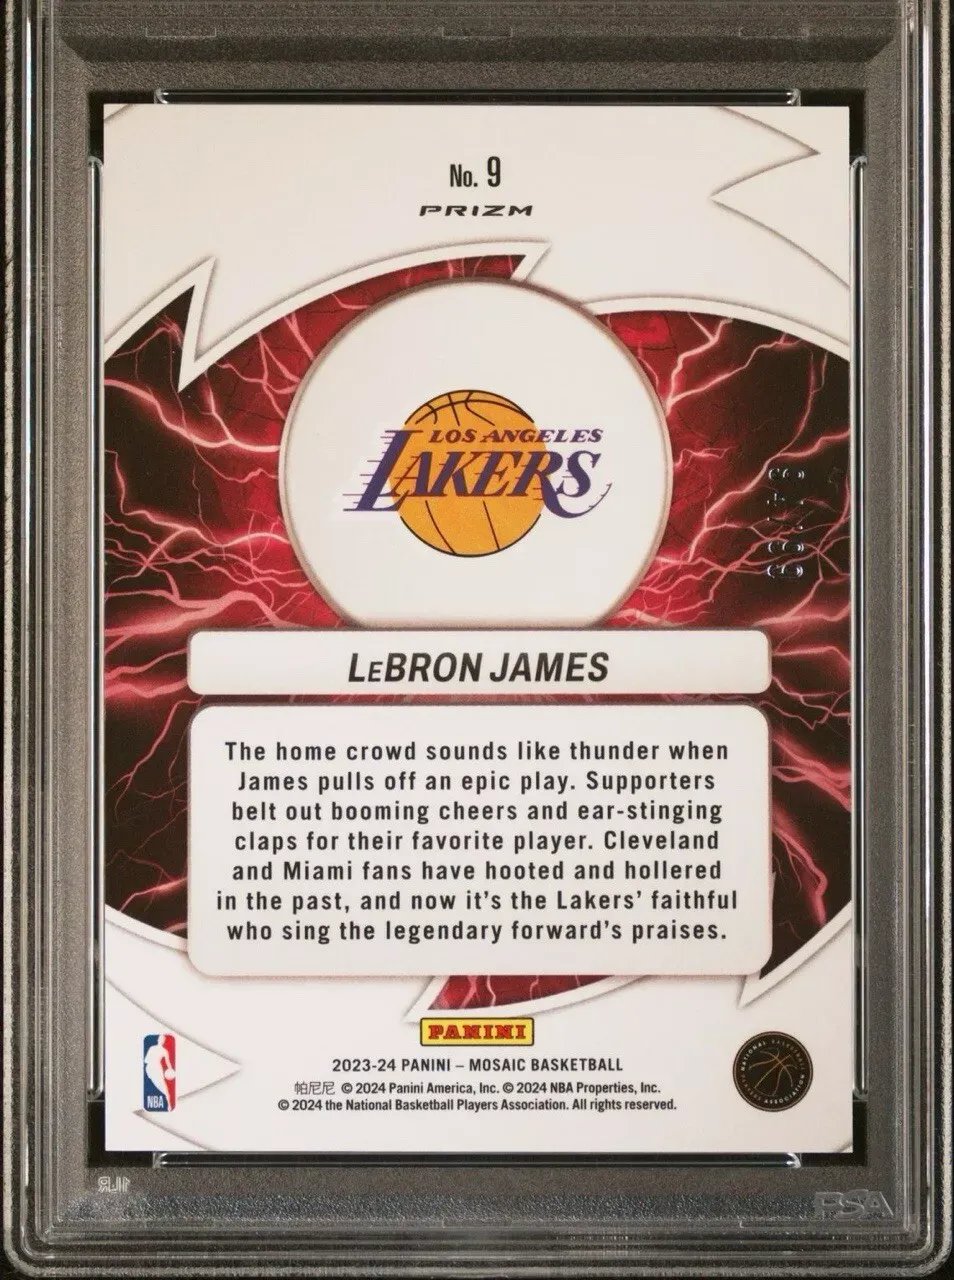 No. 9
PRIZM
LOS ANGELES
LAKERS
LeBRON JAMES
The home crowd sounds like thunder when
James pulls off an epic play. Supporters
belt out booming cheers and ear-stinging
claps for their favorite player. Cleveland
and Miami fans have hooted and hollered
in the past, and now it's the Lakers' faithful
who sing the legendary forward's praises.
PANINI
2023-24 PANINI – MOSAIC BASKETBALL
帕尼尼 © 2024 Panini America, Inc. © 2024 NBA Properties, Inc.
© 2024 the National Basketball Players Association. All rights reserved.
NBA
NATIONAL BASKETBALL
PLAYERS ASSOCIATION
PSA